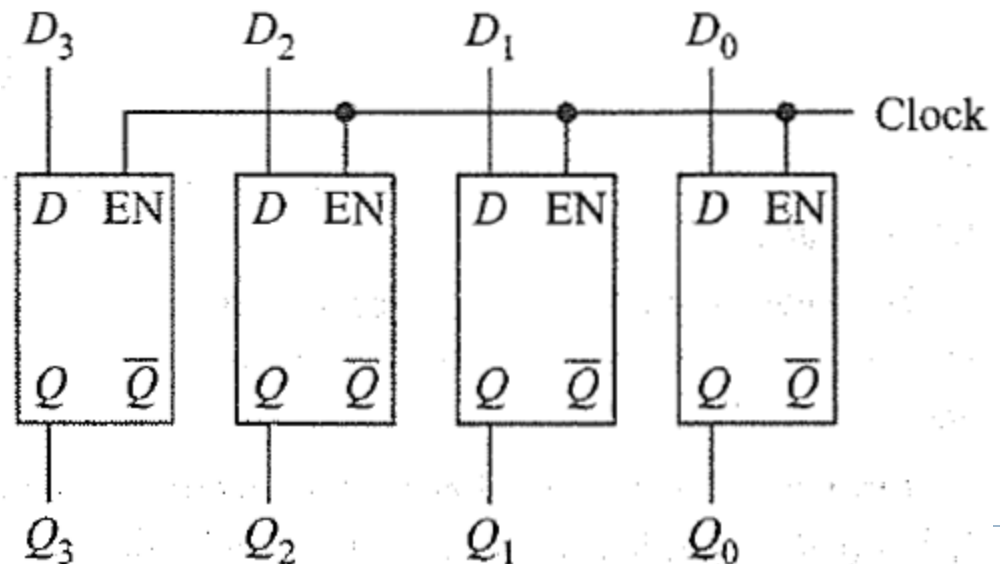 D₃ D₂ D₁ D₀
Clock
D EN D EN D EN D EN
Q Q̅ Q Q̅ Q Q̅ Q Q̅
Q₃ Q₂ Q₁ Q₀